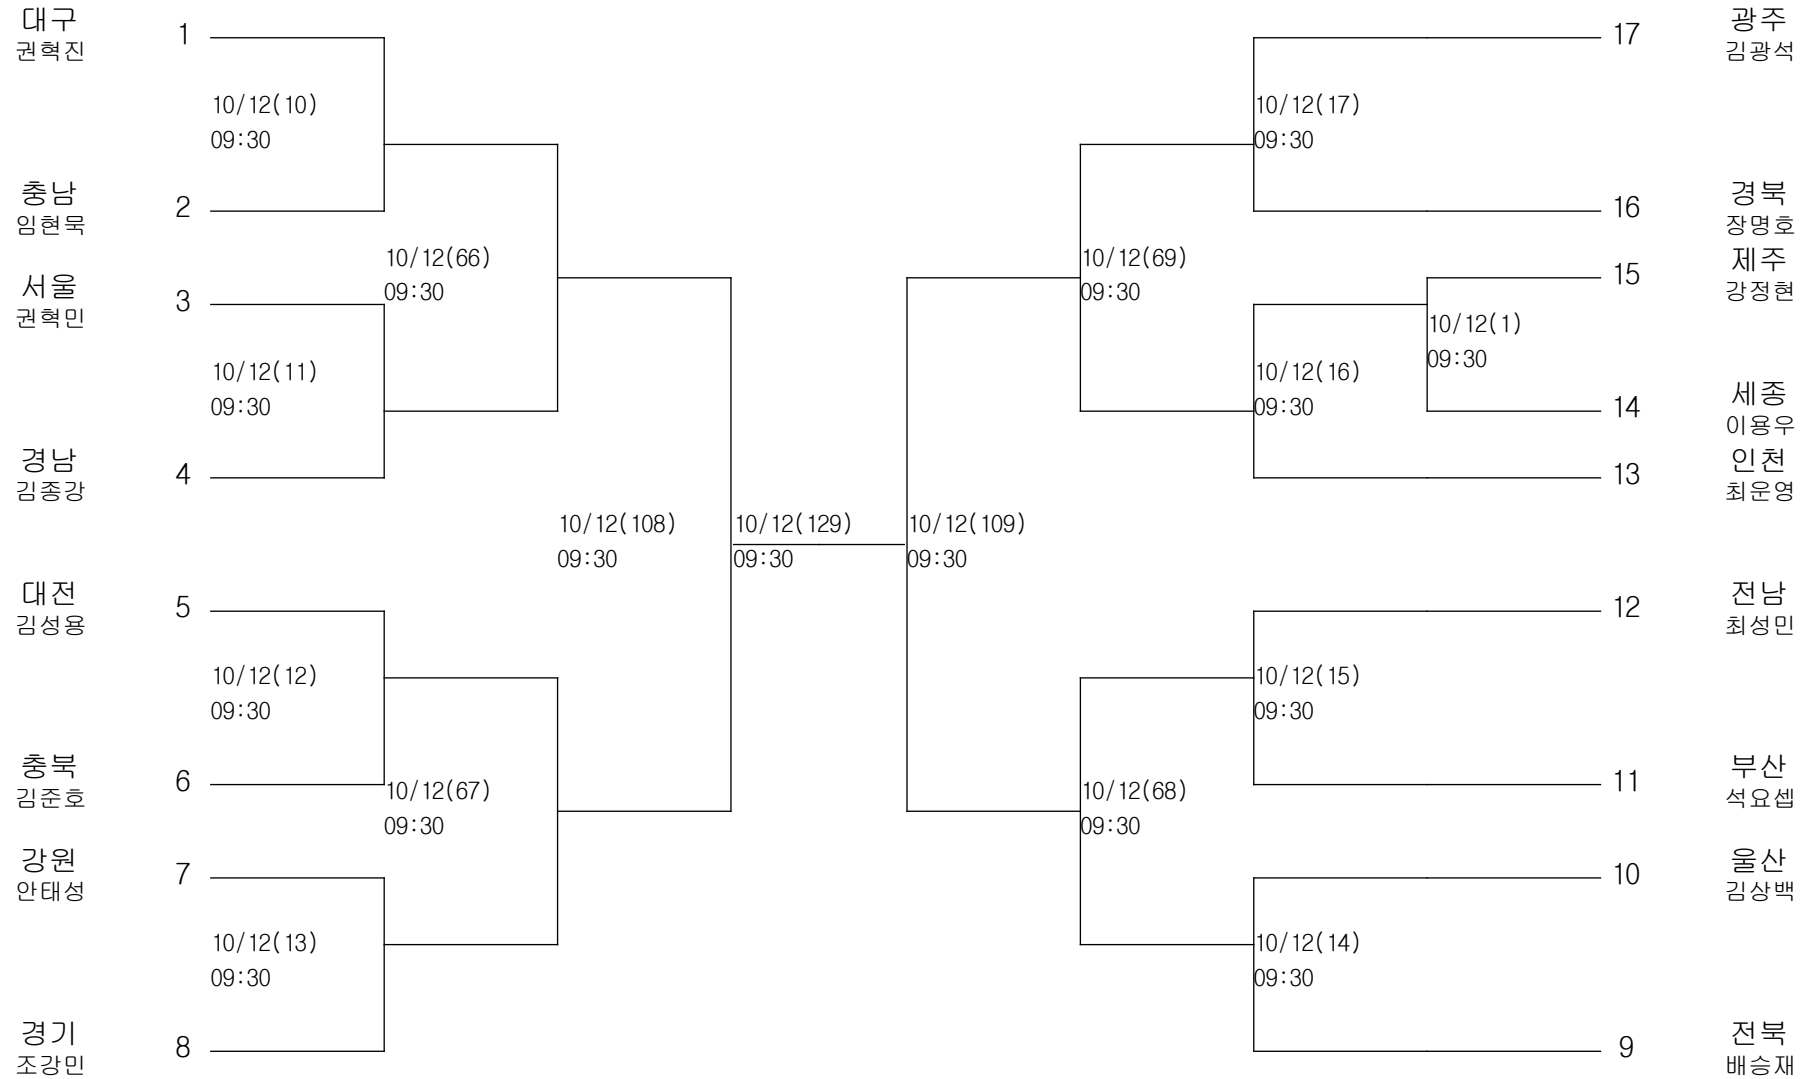 대구
권혁진
1
10/12(10)
09:30
충남
임현묵
2
10/12(66)
09:30
서울
권혁민
3
10/12(11)
09:30
경남
김종강
4
10/12(108)
09:30
대전
김성용
5
10/12(12)
09:30
충북
김준호
6
10/12(67)
09:30
강원
안태성
7
10/12(13)
09:30
경기
조강민
8
10/12(129)
09:30
광주
김광석
17
10/12(17)
09:30
경북
장명호
16
10/12(69)
09:30
제주
강정현
15
10/12(1)
09:30
10/12(16)
09:30
세종
이용우
14
인천
최운영
13
10/12(109)
09:30
전남
최성민
12
10/12(15)
09:30
부산
석요셉
11
10/12(68)
09:30
울산
김상백
10
10/12(14)
09:30
전북
배승재
9